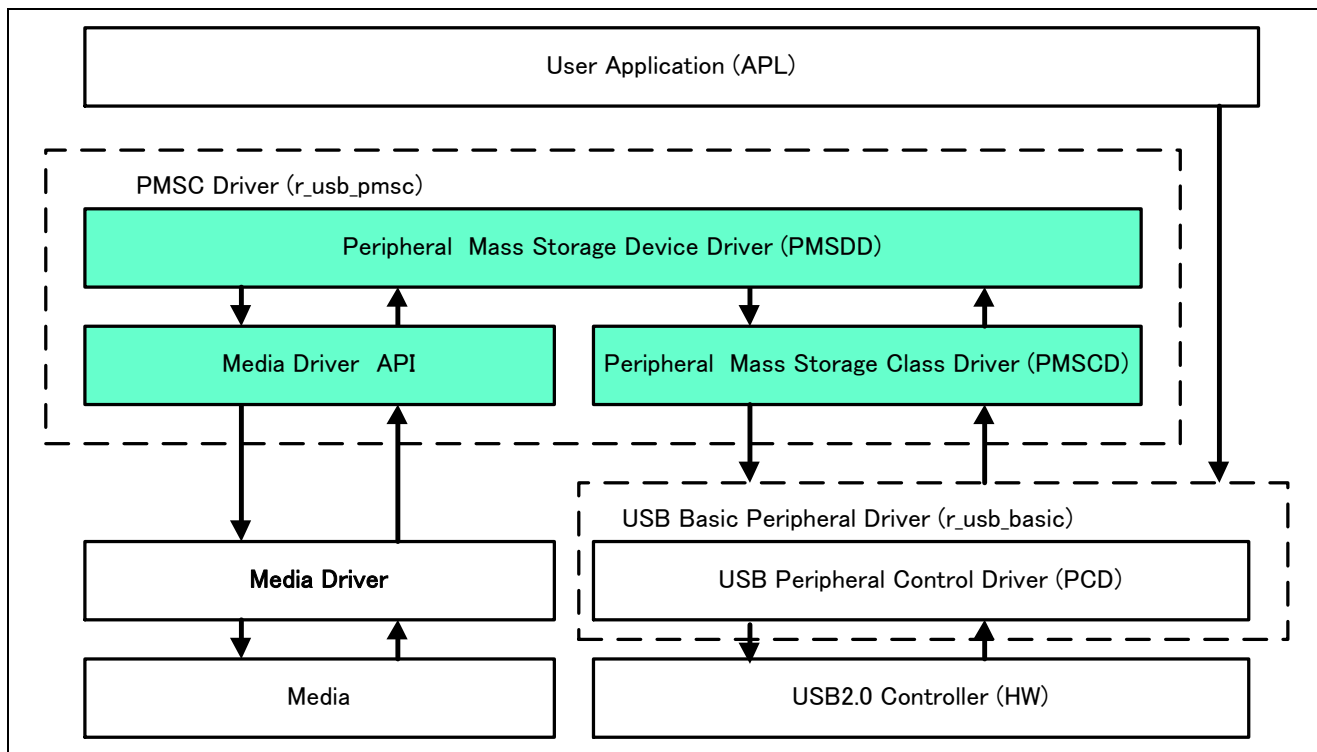 User Application (APL)
PMSC Driver (r_usb_pmsc)
Peripheral Mass Storage Device Driver (PMSDD)
Media Driver API
Peripheral Mass Storage Class Driver (PMSCD)
USB Basic Peripheral Driver (r_usb_basic)
Media Driver
USB Peripheral Control Driver (PCD)
Media
USB2.0 Controller (HW)